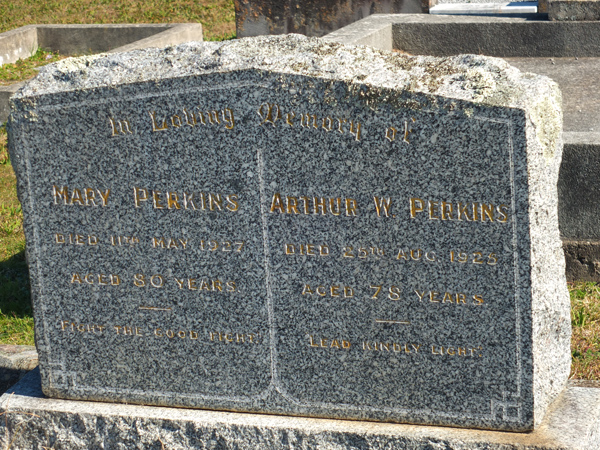 In Loving Memory of
MARY PERKINS
DIED 11TH MAY 1927
AGED 80 YEARS
FIGHT THE GOOD FIGHT.
ARTHUR W. PERKINS
DIED 25TH AUG. 1925
AGED 78 YEARS
LEAD KINDLY LIGHT.